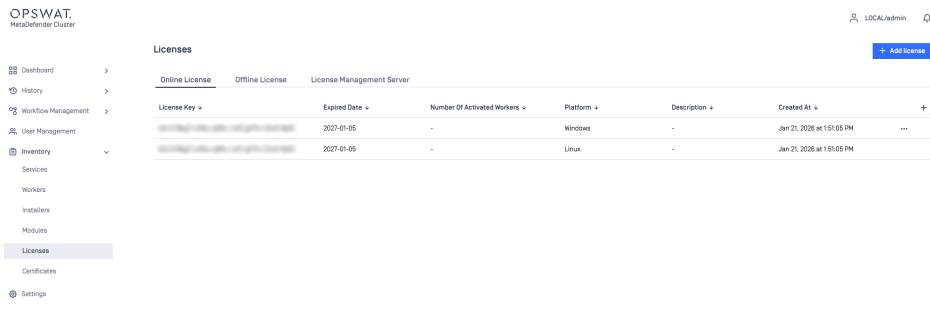 OPSWAT.
MetaDefender Cluster
LOCAL/admin
Licenses
+ Add license
Dashboard
History
Workflow Management
User Management
Inventory
Services
Workers
Installers
Modules
Licenses
Certificates
Settings
Online License Offline License License Management Server
License Key ↓ Expired Date ↓ Number Of Activated Workers ↓ Platform ↓ Description ↓ Created At ↓ +
2027-01-05 - Windows - Jan 21, 2026 at 1:51:05 PM ...
2027-01-05 - Linux - Jan 21, 2026 at 1:51:05 PM